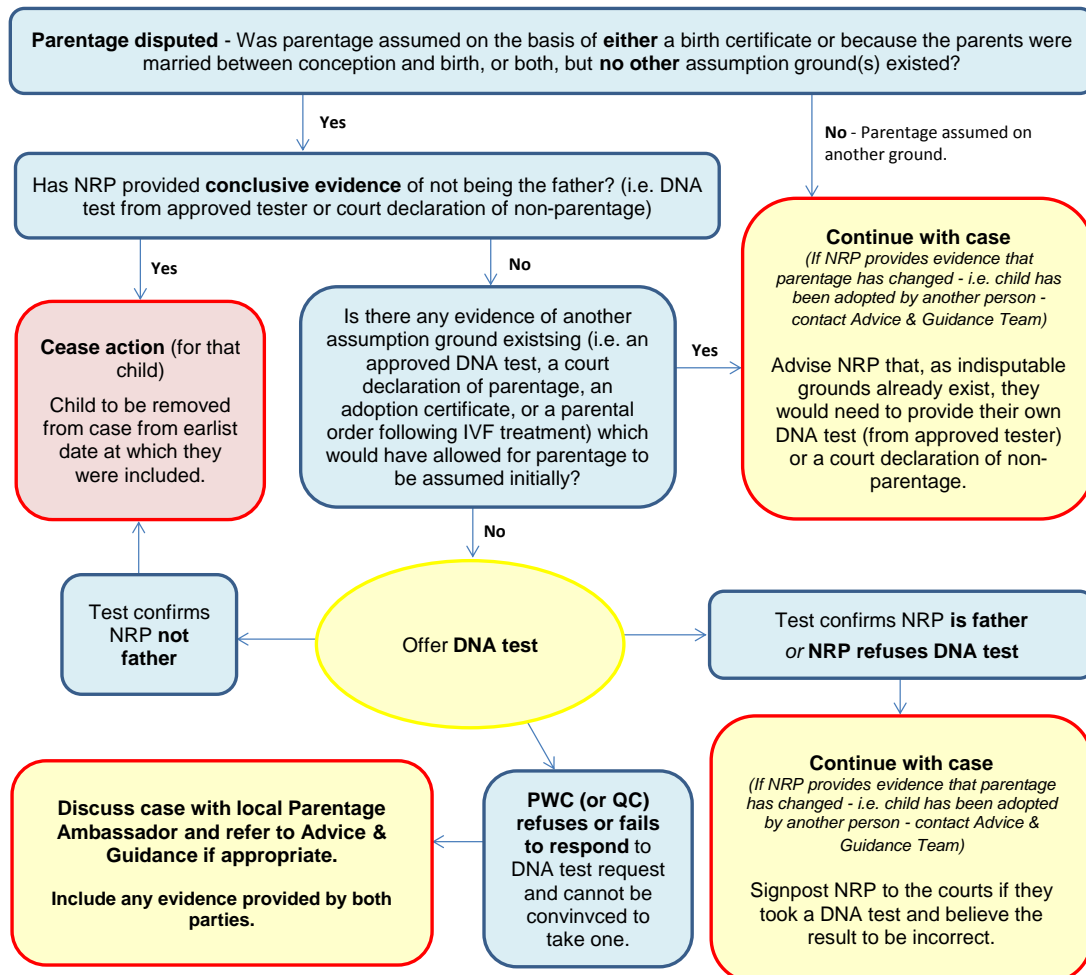 Parentage disputed - Was parentage assumed on the basis of either a birth certificate or because the parents were
married between conception and birth, or both, but no other assumption ground(s) existed?
Yes
No - Parentage assumed on
another ground.
Has NRP provided conclusive evidence of not being the father? (i.e. DNA
test from approved tester or court declaration of non-parentage)
Yes
No
Cease action (for that
child)
Child to be removed
from case from earlist
date at which they
were included.
Is there any evidence of another
assumption ground existsing (i.e. an
approved DNA test, a court
declaration of parentage, an
adoption certificate, or a parental
order following IVF treatment) which
would have allowed for parentage to
be assumed initially?
Yes
Continue with case
(If NRP provides evidence that
parentage has changed - i.e. child has
been adopted by another person -
contact Advice & Guidance Team)
Advise NRP that, as indisputable
grounds already exist, they
would need to provide their own
DNA test (from approved tester)
or a court declaration of non-
parentage.
No
Test confirms
NRP not
father
Offer DNA test
Test confirms NRP is father
or NRP refuses DNA test
Discuss case with local Parentage
Ambassador and refer to Advice &
Guidance if appropriate.
Include any evidence provided by both
parties.
PWC (or QC)
refuses or fails
to respond to
DNA test request
and cannot be
convinvced to
take one.
Continue with case
(If NRP provides evidence that parentage
has changed - i.e. child has been adopted
by another person - contact Advice &
Guidance Team)
Signpost NRP to the courts if they
took a DNA test and believe the
result to be incorrect.